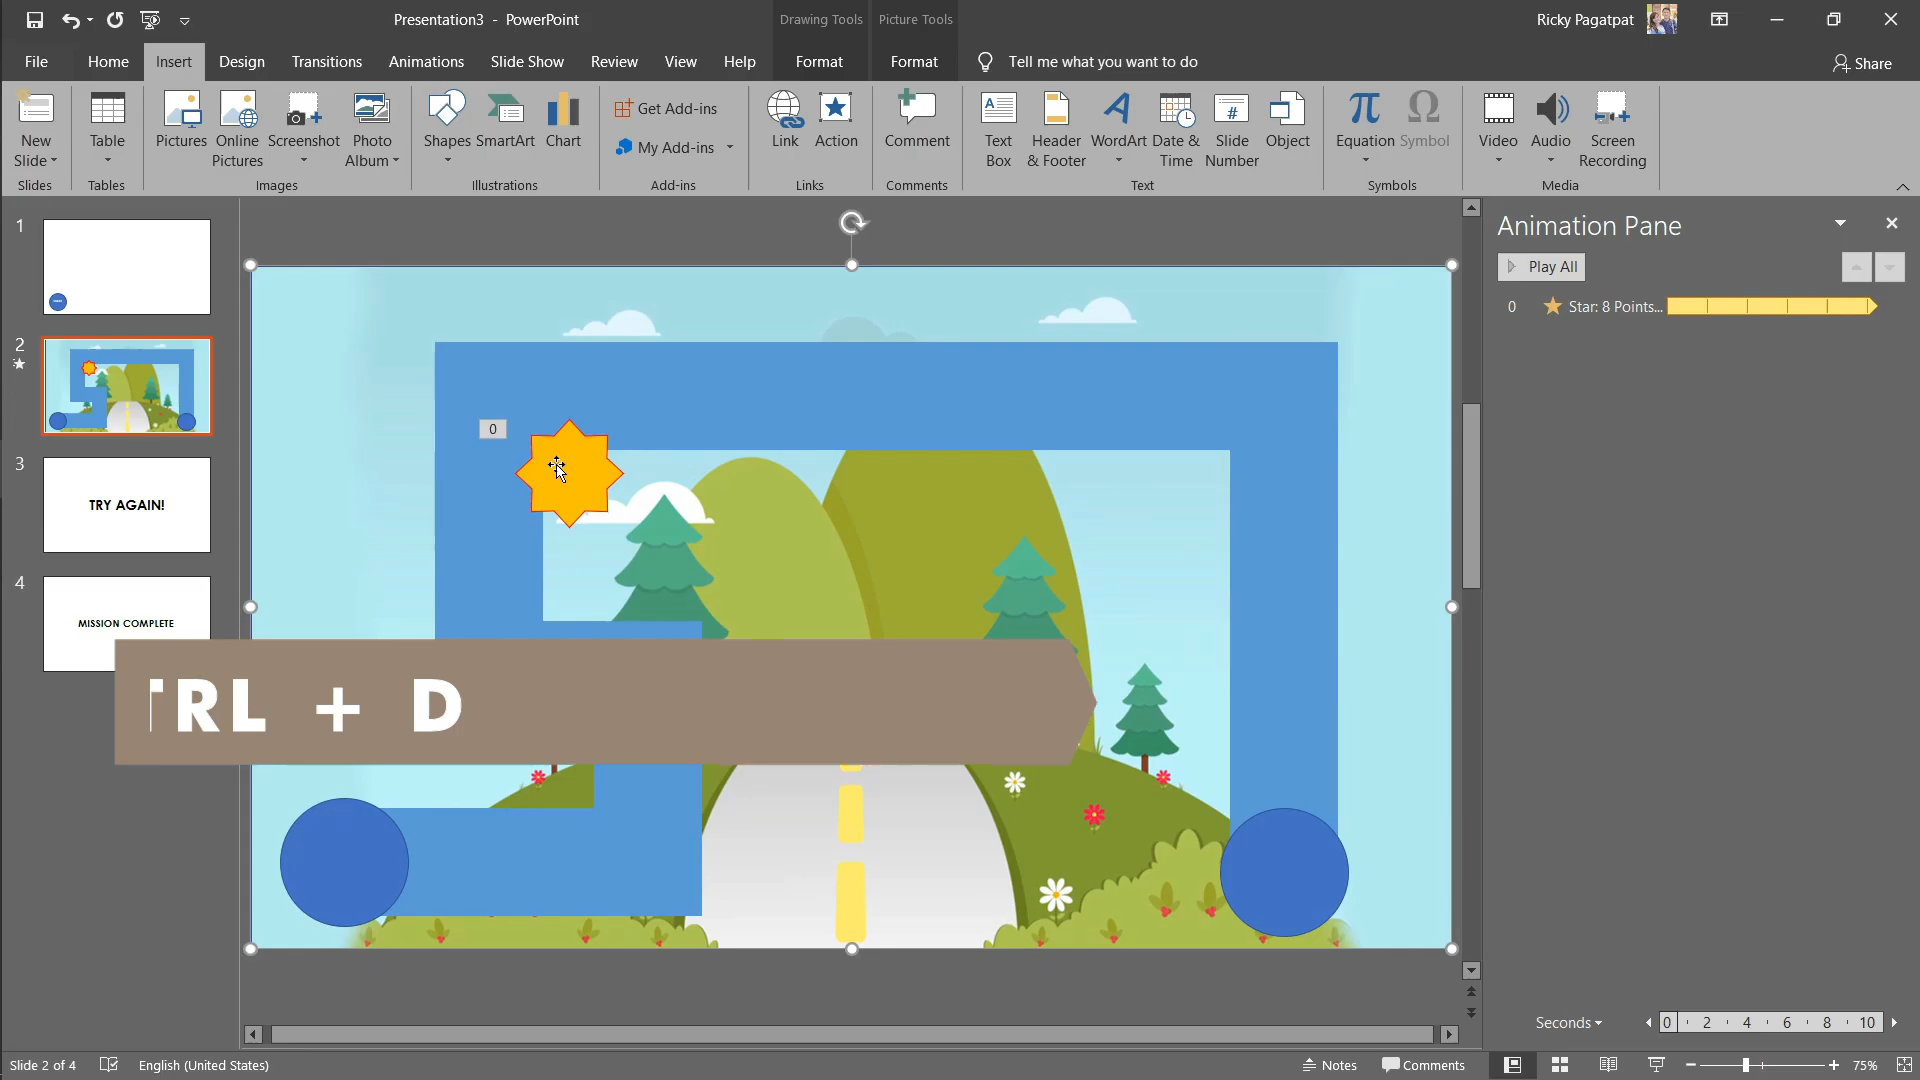 Presentation3 - PowerPoint
Drawing Tools
Picture Tools
Ricky Pagatpat
File
Home
Insert
Design
Transitions
Animations
Slide Show
Review
View
Help
Format
Format
Tell me what you want to do
Share
New Slide
Table
Pictures
Online Pictures
Screenshot
Photo Album
Shapes
SmartArt
Chart
Get Add-ins
My Add-ins
Link
Action
Comment
Text Box
Header & Footer
WordArt
Date & Time
Slide Number
Object
Equation
Symbol
Video
Audio
Screen Recording
Slides
Tables
Images
Illustrations
Add-ins
Links
Comments
Text
Symbols
Media
1
2
3
TRY AGAIN!
4
MISSION COMPLETE
0
TRL + D
Animation Pane
Play All
0 Star: 8 Points...
Seconds
0 2 4 6 8 10
Slide 2 of 4
English (United States)
Notes
Comments
75%